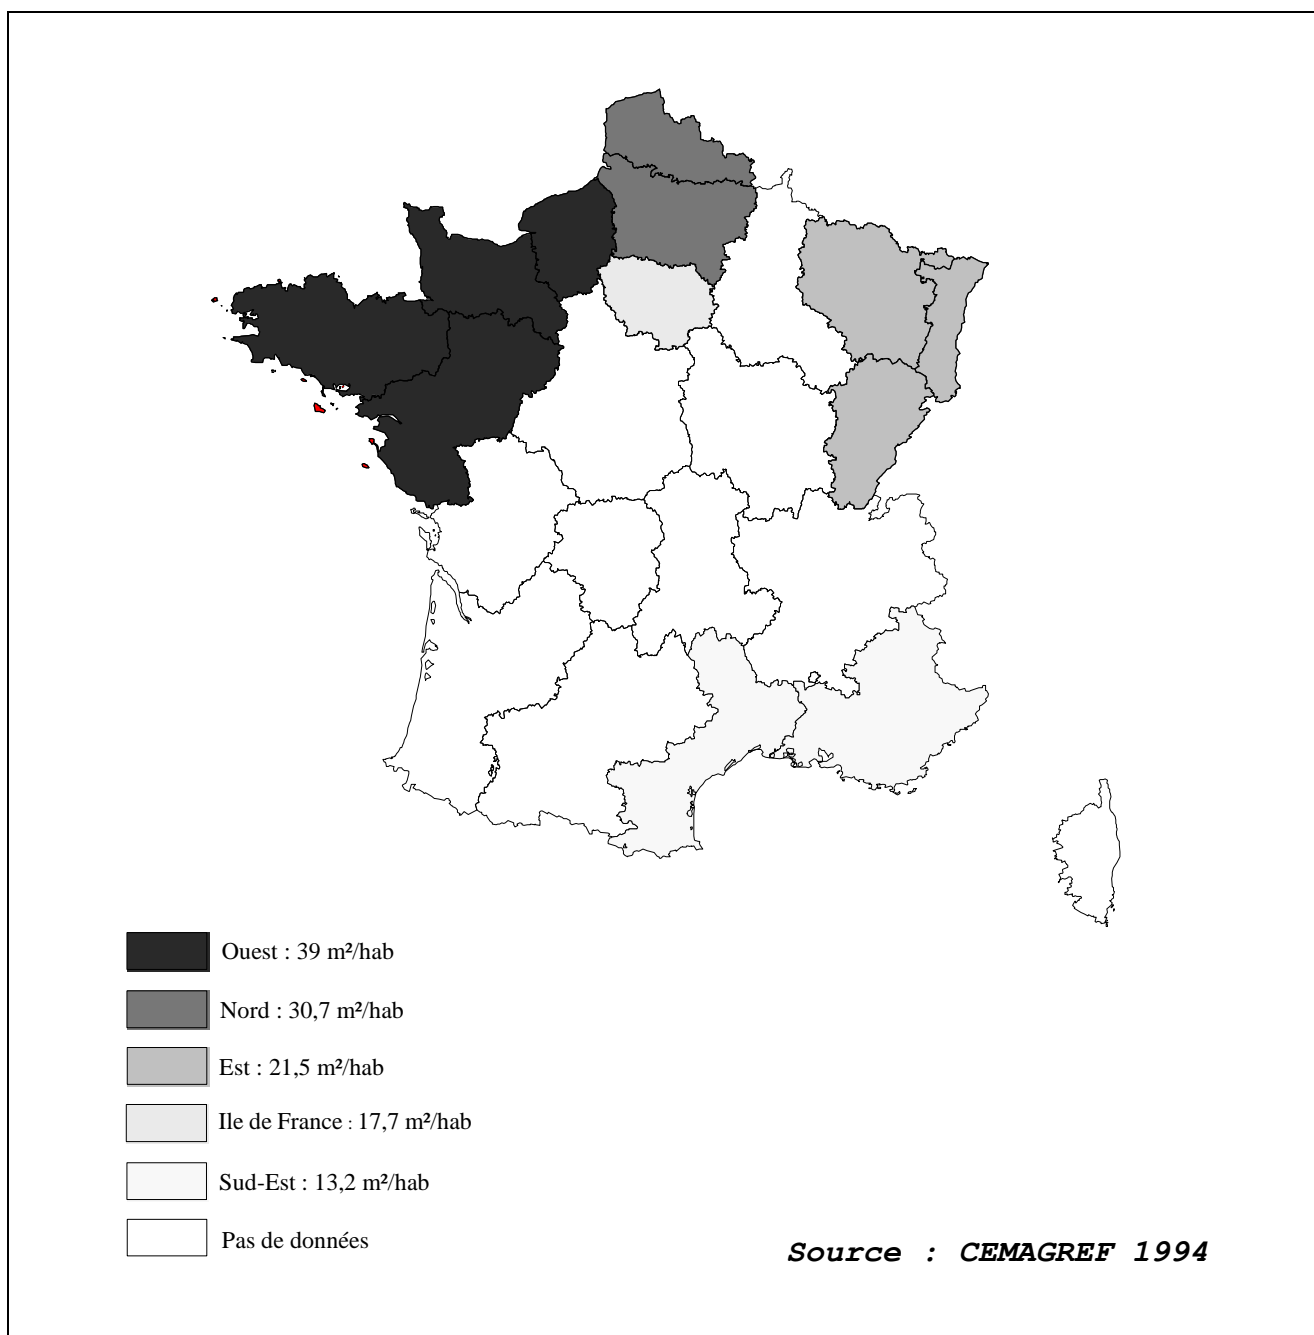 Ouest : 39 m²/hab
Nord : 30,7 m²/hab
Est : 21,5 m²/hab
Ile de France : 17,7 m²/hab
Sud-Est : 13,2 m²/hab
Pas de données
Source : CEMAGREF 1994